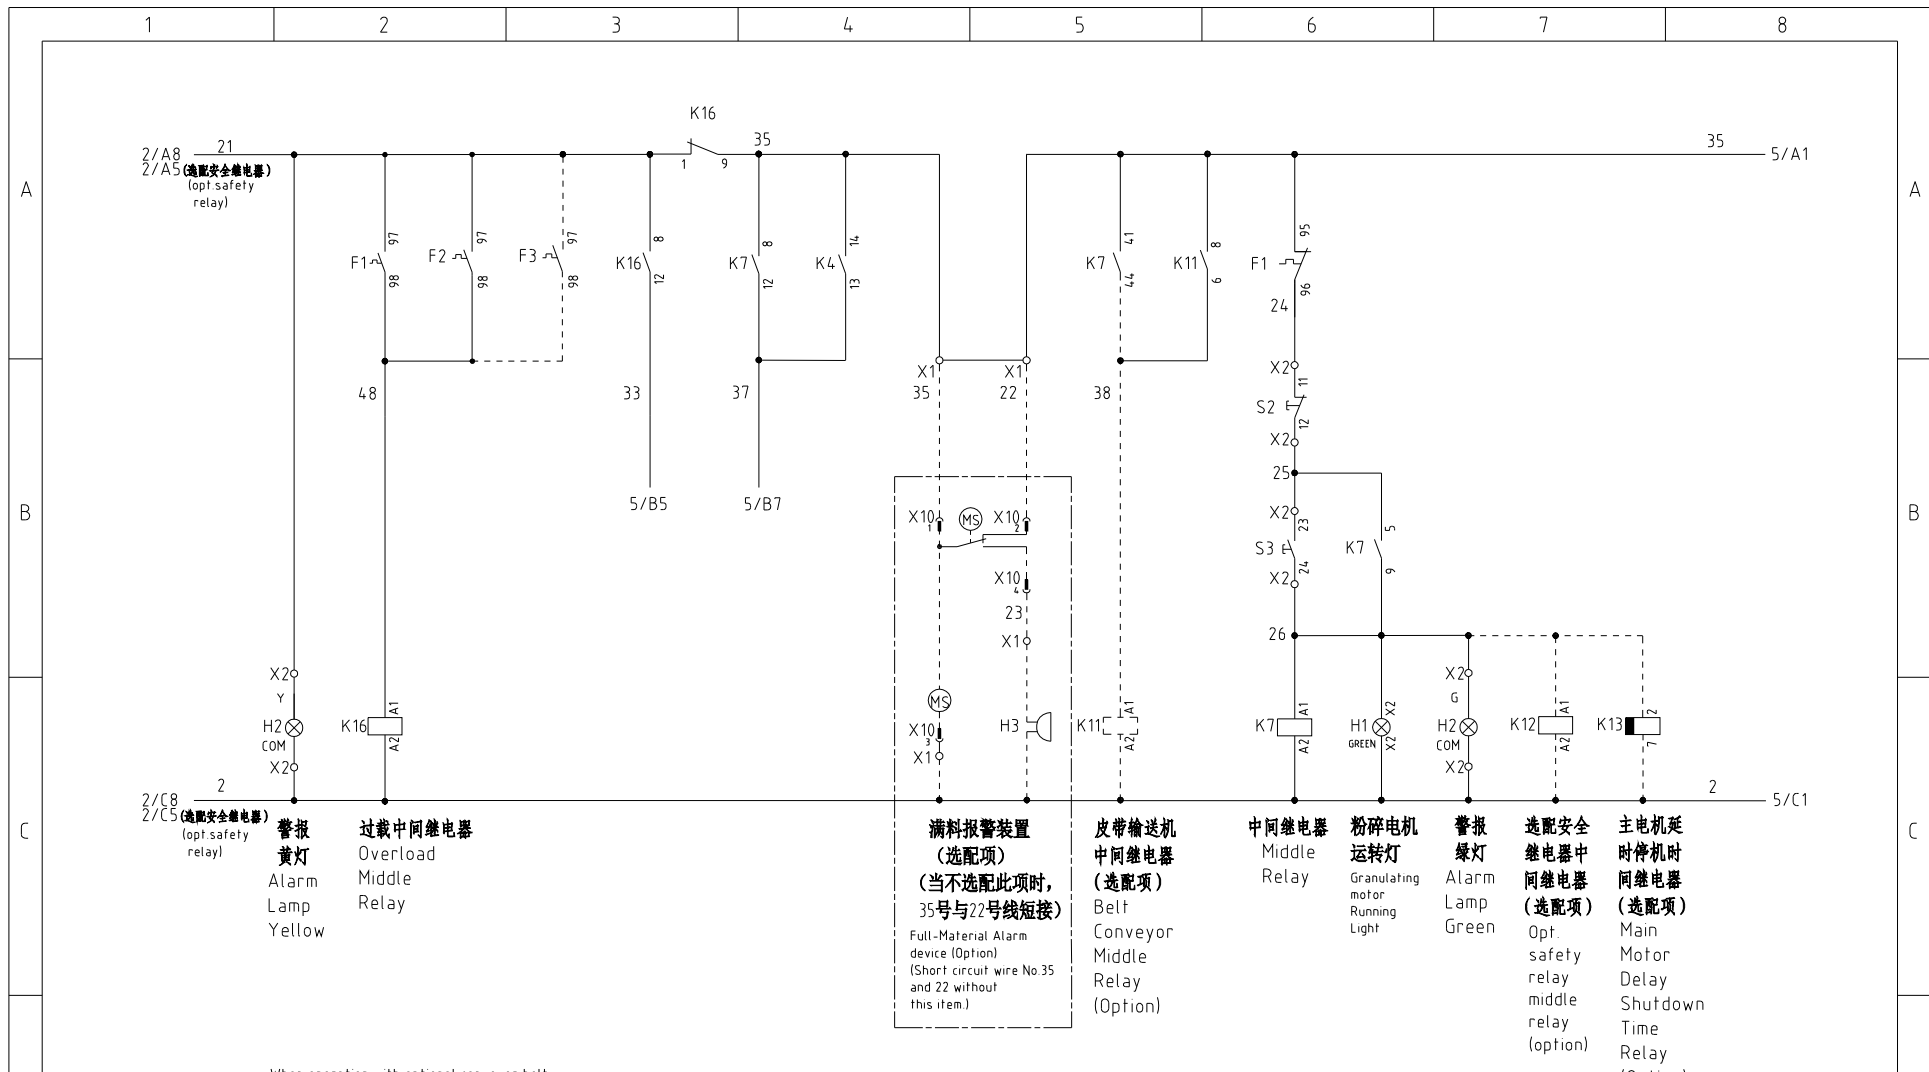 1 2 3 4 5 6 7 8
K16
2/A8 21 35 35 5/A1
2/A5(选配安全继电器) 1 9
(opt.safety
relay)
A A
97 97 97 8 8 14 41 8 95
F1 F2 F3 K16 K7 K4 K7 K11 F1
98 98 98 12 12 13 44 6 96
24
X1 X1 X2
48 33 37 35 22 38 11
S2
12
X2
25
5/B5 5/B7
B B
X10 MS X10 X2
1 2 23 5
S3 K7
X10 24 9
4 X2
23
X1 26
X2 X2
Y MS A1 G
H2 K16 A1 H3 K11 K7 A1 H1 X2 H2 K12 A1 K13 2
COM A2 X10 A2 A2 GREEN X2 COM A2 7
3
X2 X1 X2
2/C8 2 2 5/C1
2/C5(选配安全继电器)
(opt.safety
relay)
C C
警报
黄灯
Alarm
Lamp
Yellow
过载中间继电器
Overload
Middle
Relay
满料报警装置
（选配项）
（当不选配此项时，
35号与22号线短接）
Full-Material Alarm
device (Option)
(Short circuit wire No.35
and 22 without
this item.)
皮带输送机
中间继电器
（选配项）
Belt
Conveyor
Middle
Relay
(Option)
中间继电器
Middle
Relay
粉碎电机
运转灯
Granulating
motor
Running
Light
警报
绿灯
Alarm
Lamp
Green
选配安全
继电器中
间继电器
（选配项）
Opt.
safety
relay
middle
relay
(option)
主电机延
时停机时
间继电器
（选配项）
Main
Motor
Delay
Shutdown
Time
Relay